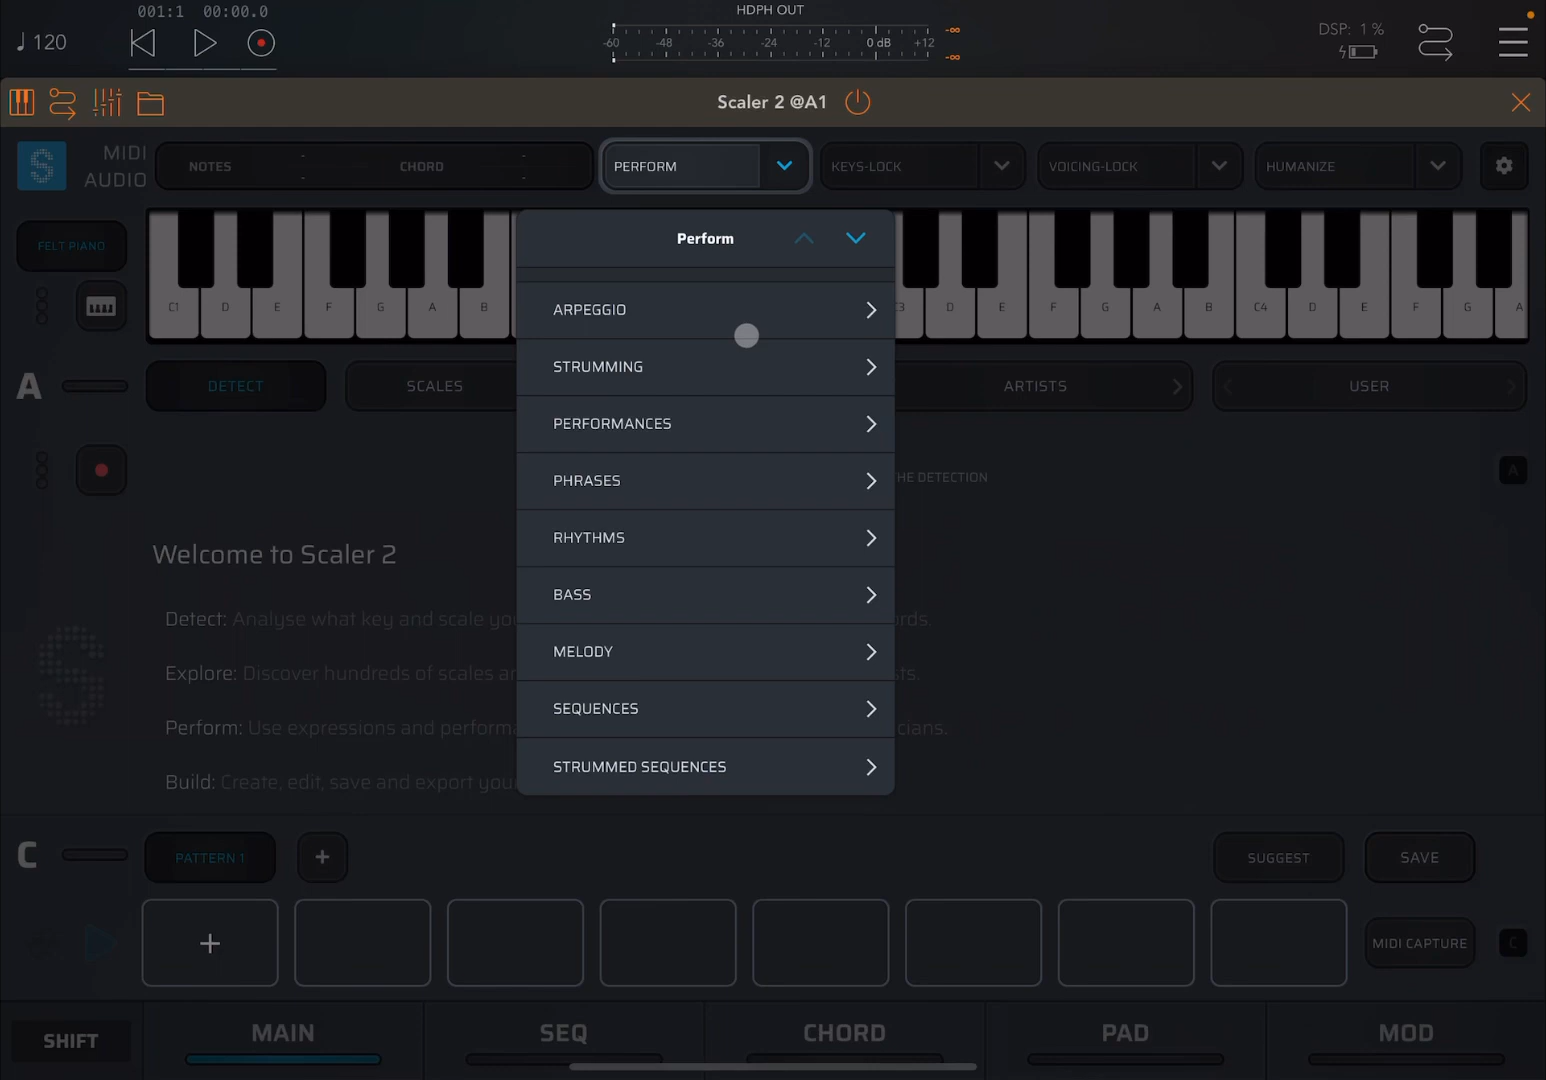 001:1 00:00.0
HDPH OUT
♩ 120
-60 -48 -36 -24 -12 0 dB +12
-∞
-∞
DSP: 1 %
Scaler 2 @A1
MIDI
AUDIO
NOTES - - CHORD - -
PERFORM
KEYS-LOCK
VOICING-LOCK
HUMANIZE
FELT PIANO
Perform
C1 D E F G A B
C3 D E F G A B C4 D E F G A
ARPEGGIO
STRUMMING
PERFORMANCES
PHRASES
RHYTHMS
BASS
MELODY
SEQUENCES
STRUMMED SEQUENCES
A
DETECT
SCALES
ARTISTS
USER
HE DETECTION
A
Welcome to Scaler 2
Detect: Analyse what key and scale yo
rds.
Explore: Discover hundreds of scales ar
sts.
Perform: Use expressions and performa
cians.
Build: Create, edit, save and export your
C
PATTERN 1
+
SUGGEST
SAVE
+
MIDI CAPTURE
C
SHIFT
MAIN
SEQ
CHORD
PAD
MOD